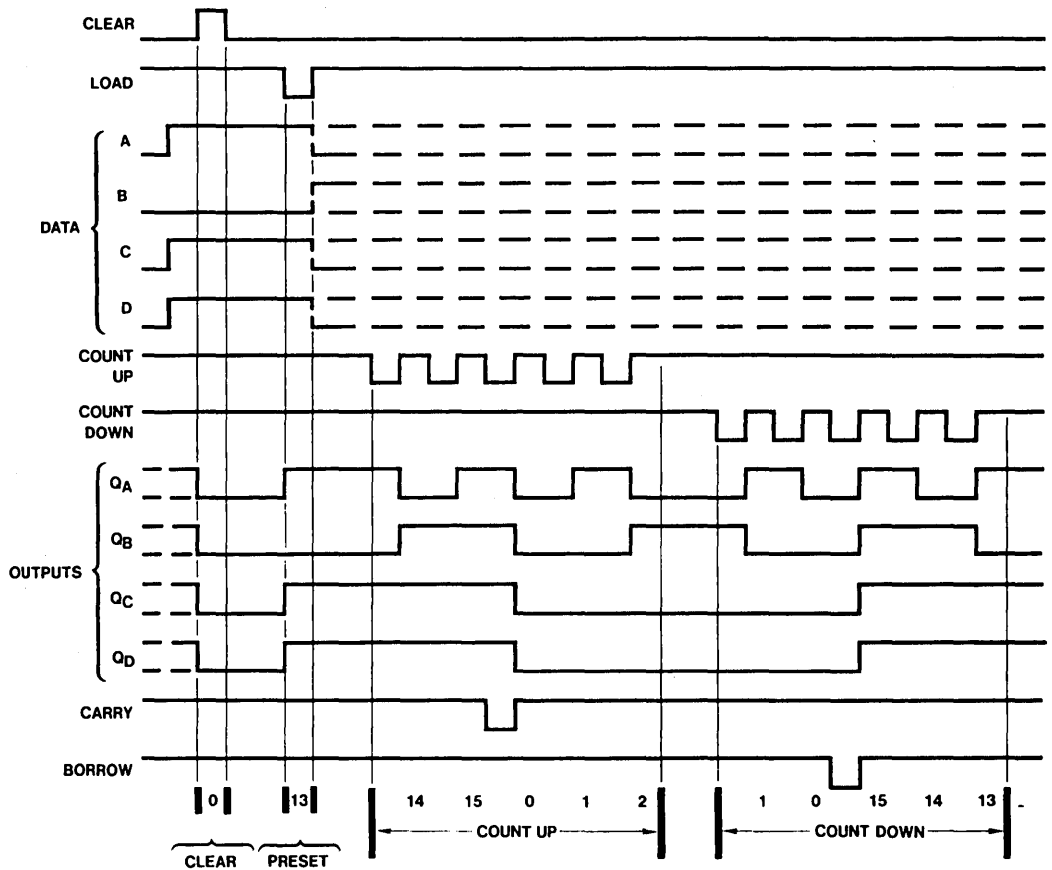 CLEAR
LOAD
A
B
DATA
C
D
COUNT
UP
COUNT
DOWN
QA
QB
OUTPUTS
QC
QD
CARRY
BORROW
0 13 14 15 0 1 2 1 0 15 14 13
COUNT UP COUNT DOWN
CLEAR PRESET